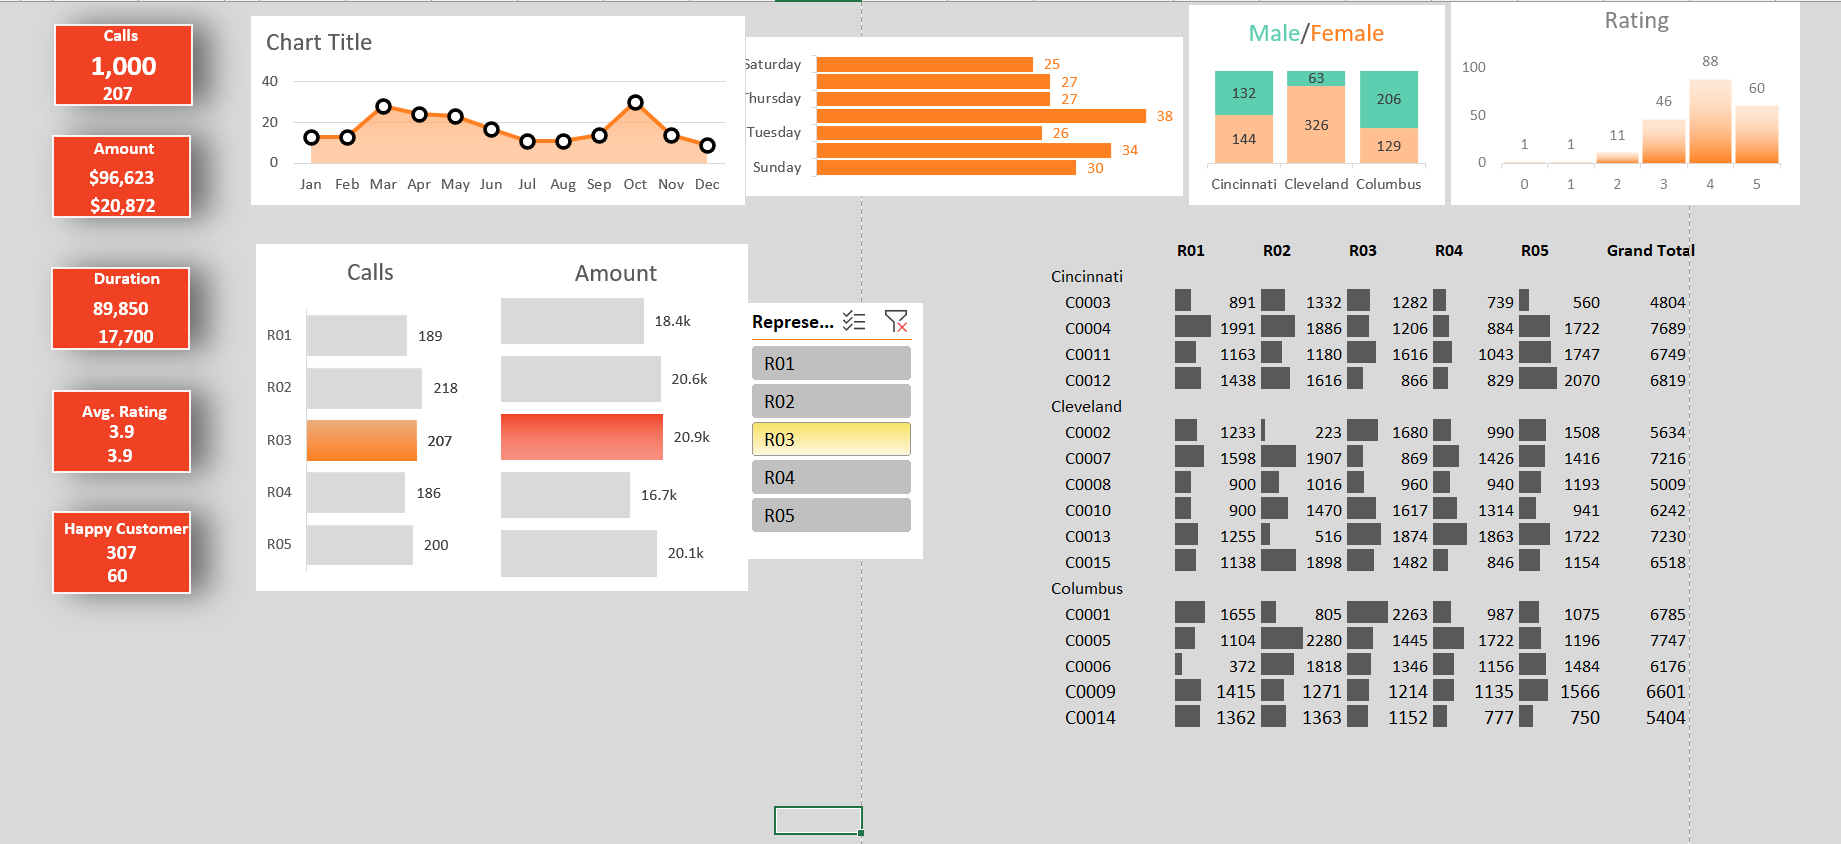 Calls
1,000
207
Amount
$96,623
$20,872
Duration
89,850
17,700
Avg. Rating
3.9
3.9
Happy Customer
307
60
Chart Title
40
20
0
Jan Feb Mar Apr May Jun Jul Aug Sep Oct Nov Dec
Saturday 25
27
Thursday 27
38
Tuesday 26
34
Sunday 30
Male/Female
132 63 206
144 326 129
Cincinnati Cleveland Columbus
Rating
100
50
0
1 1 11 46 88 60
0 1 2 3 4 5
Calls
R01 189
R02 218
R03 207
R04 186
R05 200
Amount
18.4k
20.6k
20.9k
16.7k
20.1k
Represe...
R01
R02
R03
R04
R05
R01 R02 R03 R04 R05 Grand Total
Cincinnati
C0003 891 1332 1282 739 560 4804
C0004 1991 1886 1206 884 1722 7689
C0011 1163 1180 1616 1043 1747 6749
C0012 1438 1616 866 829 2070 6819
Cleveland
C0002 1233 223 1680 990 1508 5634
C0007 1598 1907 869 1426 1416 7216
C0008 900 1016 960 940 1193 5009
C0010 900 1470 1617 1314 941 6242
C0013 1255 516 1874 1863 1722 7230
C0015 1138 1898 1482 846 1154 6518
Columbus
C0001 1655 805 2263 987 1075 6785
C0005 1104 2280 1445 1722 1196 7747
C0006 372 1818 1346 1156 1484 6176
C0009 1415 1271 1214 1135 1566 6601
C0014 1362 1363 1152 777 750 5404